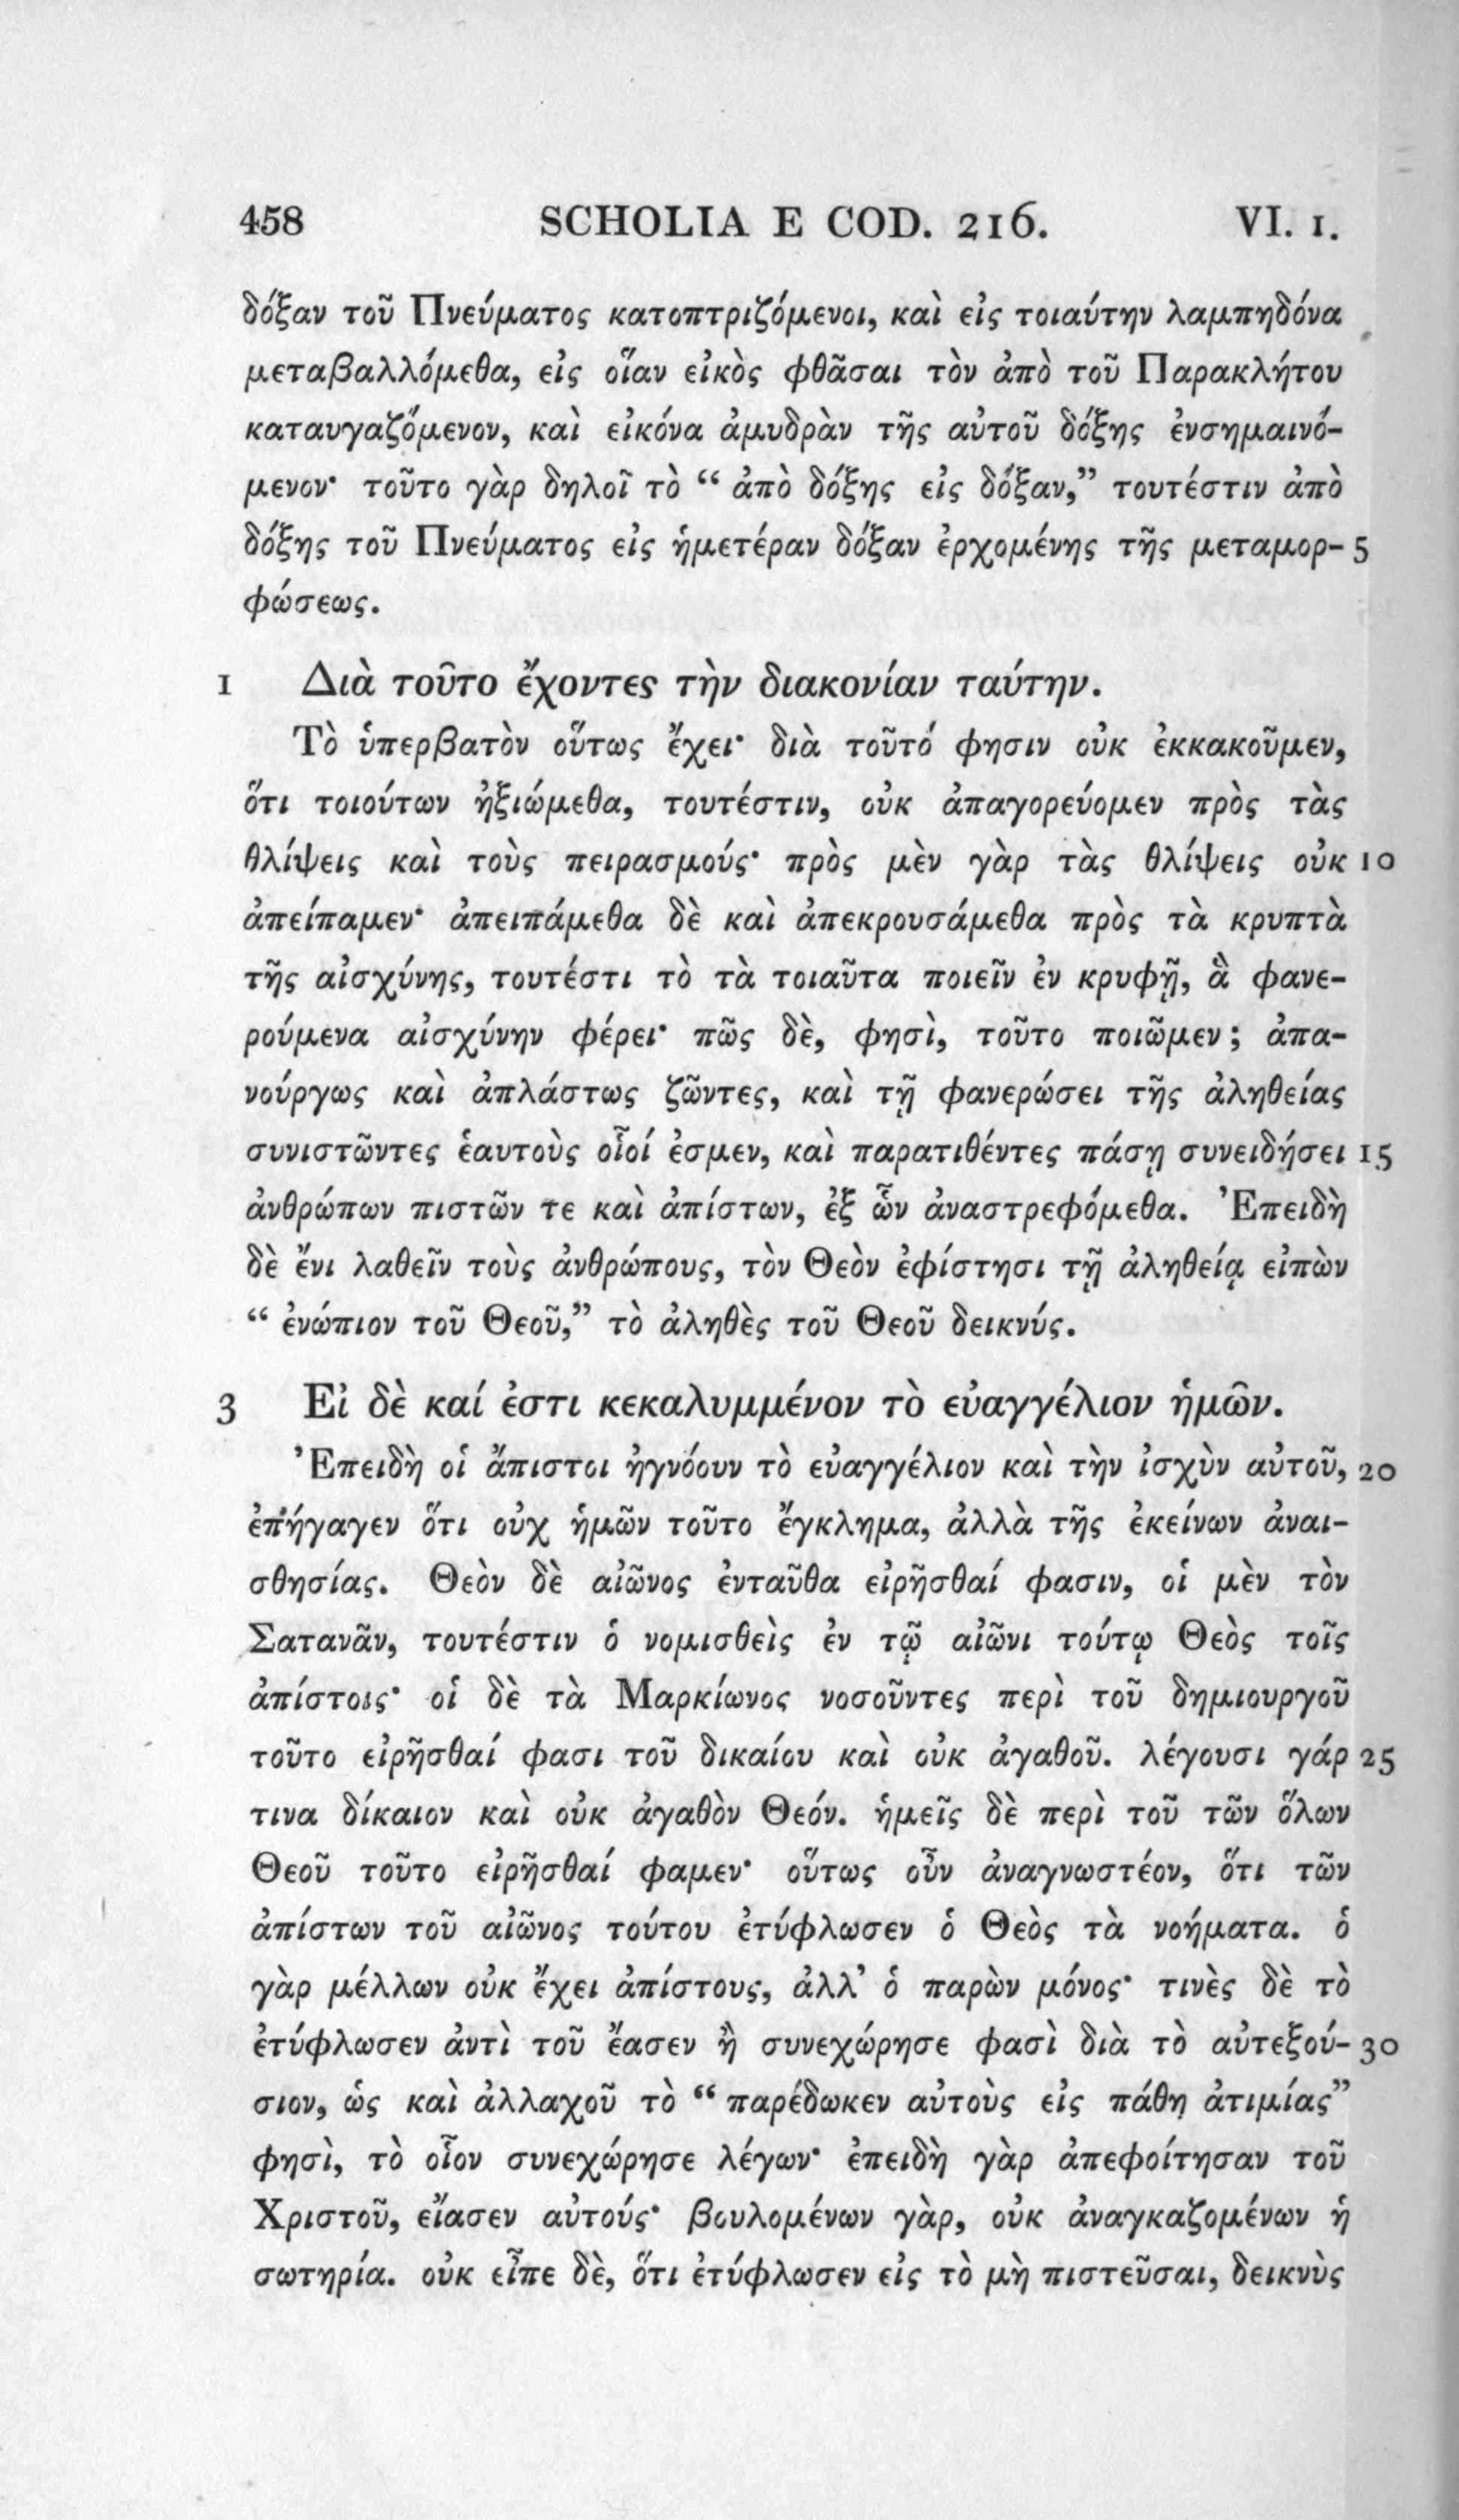 458 SCHOLIA E COD. 216. VI. 1.
δόξαν τοῦ Πνεύματος κατοπτριζόμενοι, καὶ εἰς τοιαύτην λαμπηδόνα
μεταβαλλόμεθα, εἰς οἵαν εἰκὸς φθᾶσαι τὸν ἀπὸ τοῦ Παρακλήτου
καταυγαζόμενον, καὶ εἰκόνα ἀμυδρὰν τῆς αὐτοῦ δόξης ἐνσημαινό-
μενον· τοῦτο γὰρ δηλοῖ τὸ “ ἀπὸ δόξης εἰς δόξαν,” τουτέστιν ἀπὸ
δόξης τοῦ Πνεύματος εἰς ἡμετέραν δόξαν ἐρχομένης τῆς μεταμορ- 5
φώσεως.
1 Διὰ τοῦτο ἔχοντες τὴν διακονίαν ταύτην.
Τὸ ὑπερβατὸν οὕτως ἔχει· διὰ τοῦτό φησιν οὐκ ἐκκακοῦμεν,
ὅτι τοιούτων ἠξιώμεθα, τουτέστιν, οὐκ ἀπαγορεύομεν πρὸς τὰς
θλίψεις καὶ τοὺς πειρασμούς· πρὸς μὲν γὰρ τὰς θλίψεις οὐκ 10
ἀπείπαμεν· ἀπειπάμεθα δὲ καὶ ἀπεκρουσάμεθα πρὸς τὰ κρυπτὰ
τῆς αἰσχύνης, τουτέστι τὸ τὰ τοιαῦτα ποιεῖν ἐν κρυφῇ, ἃ φανε-
ρούμενα αἰσχύνην φέρει· πῶς δὲ, φησὶ, τοῦτο ποιῶμεν ; ἀπα-
νούργως καὶ ἀπλάστως ζῶντες, καὶ τῇ φανερώσει τῆς ἀληθείας
συνιστῶντες ἑαυτοὺς οἷοί ἐσμεν, καὶ παρατιθέντες πάσῃ συνειδήσει 15
ἀνθρώπων πιστῶν τε καὶ ἀπίστων, ἐξ ὧν ἀναστρεφόμεθα. Ἐπειδὴ
δὲ ἔνι λαθεῖν τοὺς ἀνθρώπους, τὸν Θεὸν ἐφίστησι τῇ ἀληθείᾳ εἰπὼν
“ ἐνώπιον τοῦ Θεοῦ,” τὸ ἀληθὲς τοῦ Θεοῦ δεικνύς.
3 Εἰ δὲ καί ἐστι κεκαλυμμένον τὸ εὐαγγέλιον ἡμῶν.
Ἐπειδὴ οἱ ἄπιστοι ἠγνόουν τὸ εὐαγγέλιον καὶ τὴν ἰσχὺν αὐτοῦ, 20
ἐπήγαγεν ὅτι οὐχ ἡμῶν τοῦτο ἔγκλημα, ἀλλὰ τῆς ἐκείνων ἀναι-
σθησίας. Θεὸν δὲ αἰῶνος ἐνταῦθα εἰρῆσθαί φασιν, οἱ μὲν τὸν
Σατανᾶν, τουτέστιν ὁ νομισθεὶς ἐν τῷ αἰῶνι τούτῳ Θεὸς τοῖς
ἀπίστοις· οἱ δὲ τὰ Μαρκίωνος νοσοῦντες περὶ τοῦ δημιουργοῦ
τοῦτο εἰρῆσθαί φασι τοῦ δικαίου καὶ οὐκ ἀγαθοῦ. λέγουσι γάρ 25
τινα δίκαιον καὶ οὐκ ἀγαθὸν Θεόν. ἡμεῖς δὲ περὶ τοῦ τῶν ὅλων
Θεοῦ τοῦτο εἰρῆσθαί φαμεν· οὕτως οὖν ἀναγνωστέον, ὅτι τῶν
ἀπίστων τοῦ αἰῶνος τούτου ἐτύφλωσεν ὁ Θεὸς τὰ νοήματα. ὁ
γὰρ μέλλων οὐκ ἔχει ἀπίστους, ἀλλ’ ὁ παρὼν μόνος· τινὲς δὲ τὸ
ἐτύφλωσεν ἀντὶ τοῦ ἔασεν ἢ συνεχώρησε φασὶ διὰ τὸ αὐτεξού- 30
σιον, ὡς καὶ ἀλλαχοῦ τὸ “ παρέδωκεν αὐτοὺς εἰς πάθη ἀτιμίας”
φησὶ, τὸ οἷον συνεχώρησε λέγων· ἐπειδὴ γὰρ ἀπεφοίτησαν τοῦ
Χριστοῦ, εἴασεν αὐτούς· βουλομένων γὰρ, οὐκ ἀναγκαζομένων ἡ
σωτηρία. οὐκ εἶπε δὲ, ὅτι ἐτύφλωσεν εἰς τὸ μὴ πιστεῦσαι, δεικνὺς